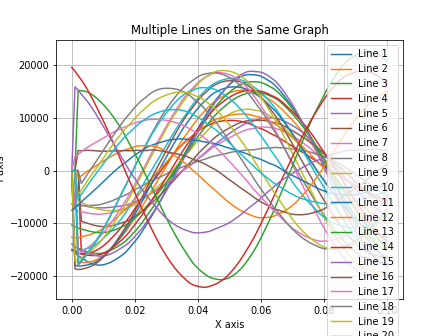 Multiple Lines on the Same Graph
20000
10000
0
−10000
−20000
0.00
0.02
0.04
0.06
X axis
Line 1
Line 2
Line 3
Line 4
Line 5
Line 6
Line 7
Line 8
Line 9
Line 10
Line 11
Line 12
Line 13
Line 14
Line 15
Line 16
Line 17
Line 18
Line 19
Line 20